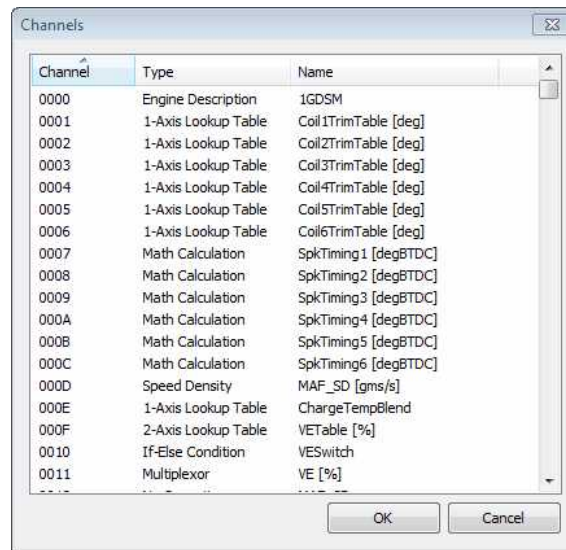 Channels
Channel Type Name
0000 Engine Description 1GDSM
0001 1-Axis Lookup Table Coil1TrimTable [deg]
0002 1-Axis Lookup Table Coil2TrimTable [deg]
0003 1-Axis Lookup Table Coil3TrimTable [deg]
0004 1-Axis Lookup Table Coil4TrimTable [deg]
0005 1-Axis Lookup Table Coil5TrimTable [deg]
0006 1-Axis Lookup Table Coil6TrimTable [deg]
0007 Math Calculation SpkTiming1 [degBTDC]
0008 Math Calculation SpkTiming2 [degBTDC]
0009 Math Calculation SpkTiming3 [degBTDC]
000A Math Calculation SpkTiming4 [degBTDC]
000B Math Calculation SpkTiming5 [degBTDC]
000C Math Calculation SpkTiming6 [degBTDC]
000D Speed Density MAF_SD [gms/s]
000E 1-Axis Lookup Table ChargeTempBlend
000F 2-Axis Lookup Table VETable [%]
0010 If-Else Condition VESwitch
0011 Multiplexor VE [%]
OK Cancel